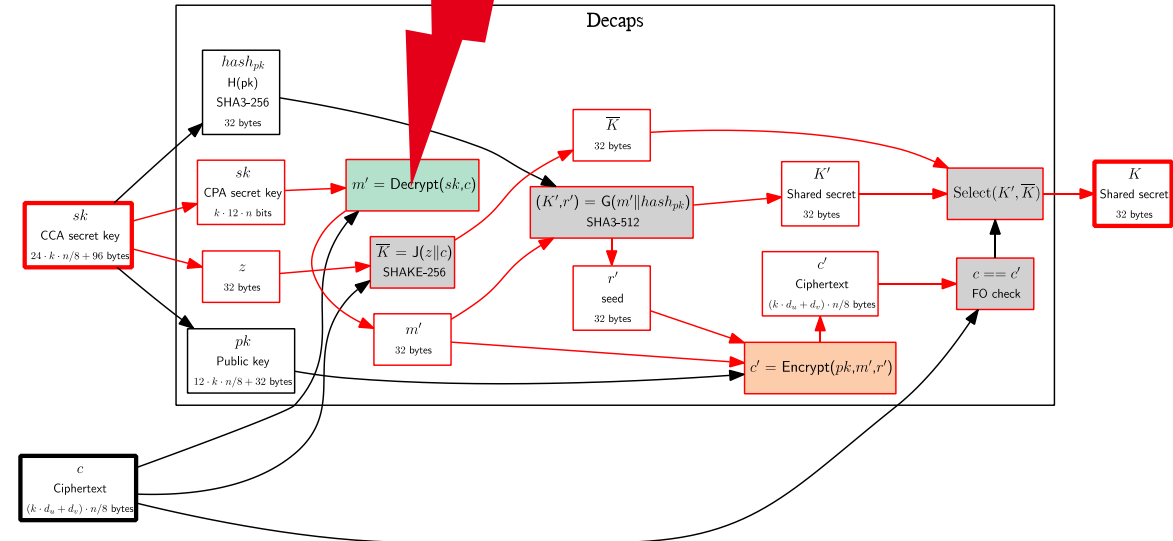 Decaps
hash_pk
H(pk)
SHA3-256
32 bytes
sk
CPA secret key
k · 12 · n bits
sk
CCA secret key
24 · k · n/8 + 96 bytes
z
32 bytes
pk
Public key
12 · k · n/8 + 32 bytes
c
Ciphertext
(k · d_u + d_v) · n/8 bytes
m′ = Decrypt(sk,c)
K̅ = J(z∥c)
SHAKE-256
m′
32 bytes
K̅
32 bytes
(K′,r′) = G(m′∥hash_pk)
SHA3-512
r′
seed
32 bytes
K′
Shared secret
32 bytes
c′
Ciphertext
(k · d_u + d_v) · n/8 bytes
c′ = Encrypt(pk,m′,r′)
Select(K′, K̅)
c == c′
FO check
K
Shared secret
32 bytes